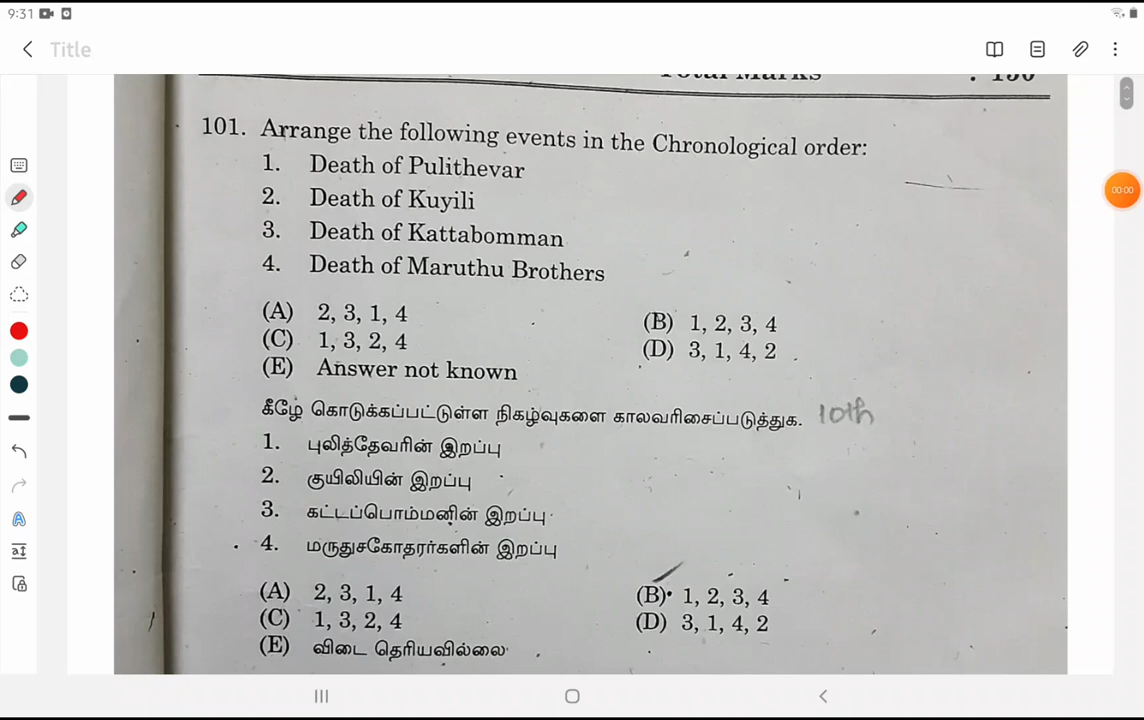 9:31
Title
Total Marks : 150
101. Arrange the following events in the Chronological order:
1. Death of Pulithevar
2. Death of Kuyili
3. Death of Kattabomman
4. Death of Maruthu Brothers
(A) 2, 3, 1, 4 (B) 1, 2, 3, 4
(C) 1, 3, 2, 4 (D) 3, 1, 4, 2
(E) Answer not known
கீழே கொடுக்கப்பட்டுள்ள நிகழ்வுகளை காலவரிசைப்படுத்துக. 10th
1. புலித்தேவரின் இறப்பு
2. குயிலியின் இறப்பு
3. கட்டப்பொம்மனின் இறப்பு
4. மருதுசகோதரர்களின் இறப்பு
(A) 2, 3, 1, 4 (B) 1, 2, 3, 4
(C) 1, 3, 2, 4 (D) 3, 1, 4, 2
(E) விடை தெரியவில்லை
00:00